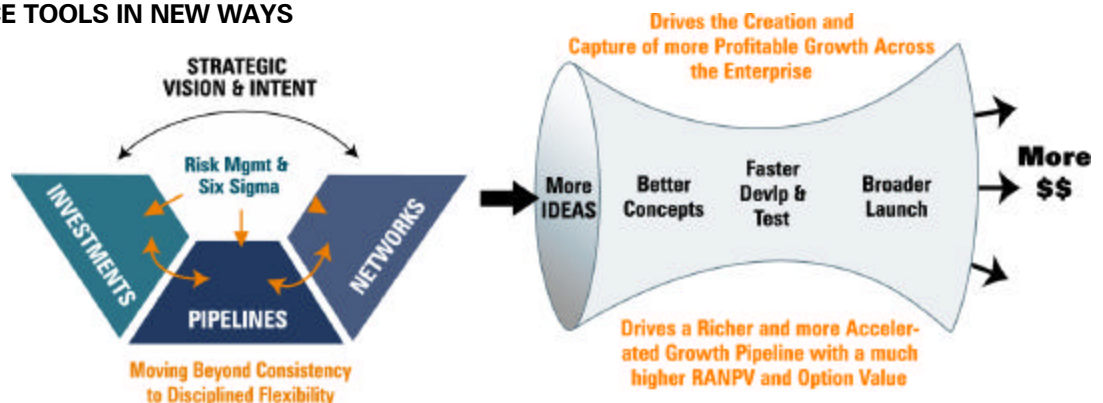 TOOLS IN NEW WAYS
STRATEGIC
VISION & INTENT
Risk Mgmt &
Six Sigma
INVESTMENTS
PIPELINES
NETWORKS
Moving Beyond Consistency
to Disciplined Flexibility
Drives the Creation and
Capture of more Profitable Growth Across
the Enterprise
More
IDEAS
Better
Concepts
Faster
Devlp &
Test
Broader
Launch
More
$$
Drives a Richer and more Acceler-
ated Growth Pipeline with a much
higher RANPV and Option Value